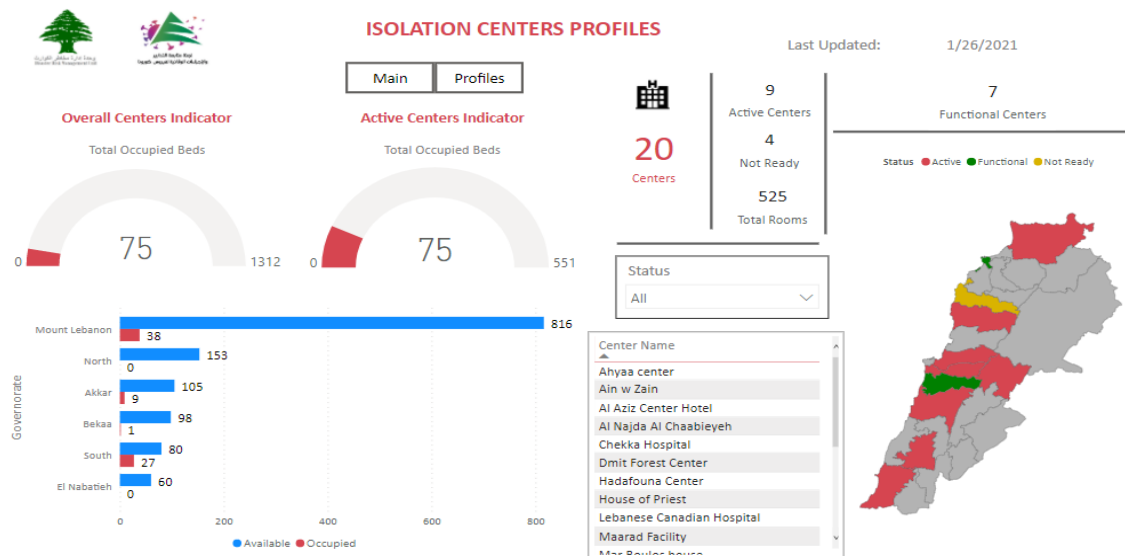 ISOLATION CENTERS PROFILES
Last Updated: 1/26/2021
Main
Profiles
Overall Centers Indicator
Total Occupied Beds
75
0
1312
Active Centers Indicator
Total Occupied Beds
75
0
551
20
Centers
9
Active Centers
4
Not Ready
525
Total Rooms
7
Functional Centers
Status Active Functional Not Ready
Status
All
Governorate
Mount Lebanon 816
38
North 153
0
Akkar 105
9
Bekaa 98
1
South 80
27
El Nabatieh 60
0
0 200 400 600 800
Available Occupied
Center Name
Ahyaa center
Ain w Zain
Al Aziz Center Hotel
Al Najda Al Chaabieyeh
Chekka Hospital
Dmit Forest Center
Hadafouna Center
House of Priest
Lebanese Canadian Hospital
Maarad Facility
Mar Boulos house